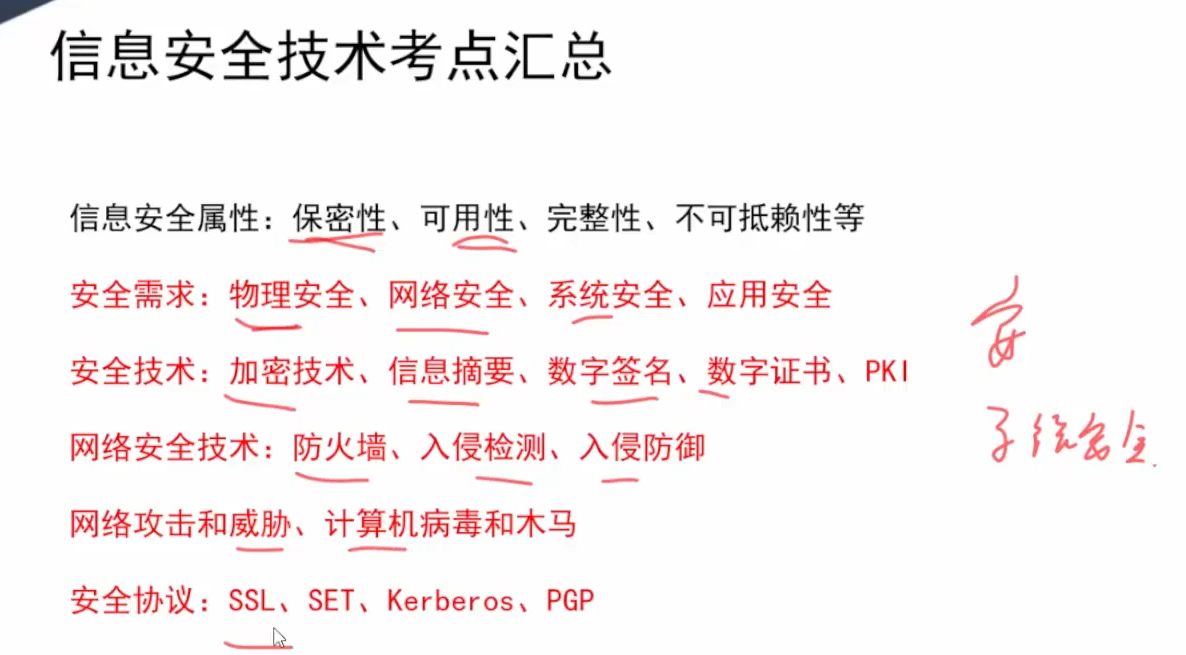 信息安全技术考点汇总
信息安全属性：保密性、可用性、完整性、不可抵赖性等
安全需求：物理安全、网络安全、系统安全、应用安全
安全技术：加密技术、信息摘要、数字签名、数字证书、PKI
网络安全技术：防火墙、入侵检测、入侵防御
网络攻击和威胁、计算机病毒和木马
安全协议：SSL、SET、Kerberos、PGP
安